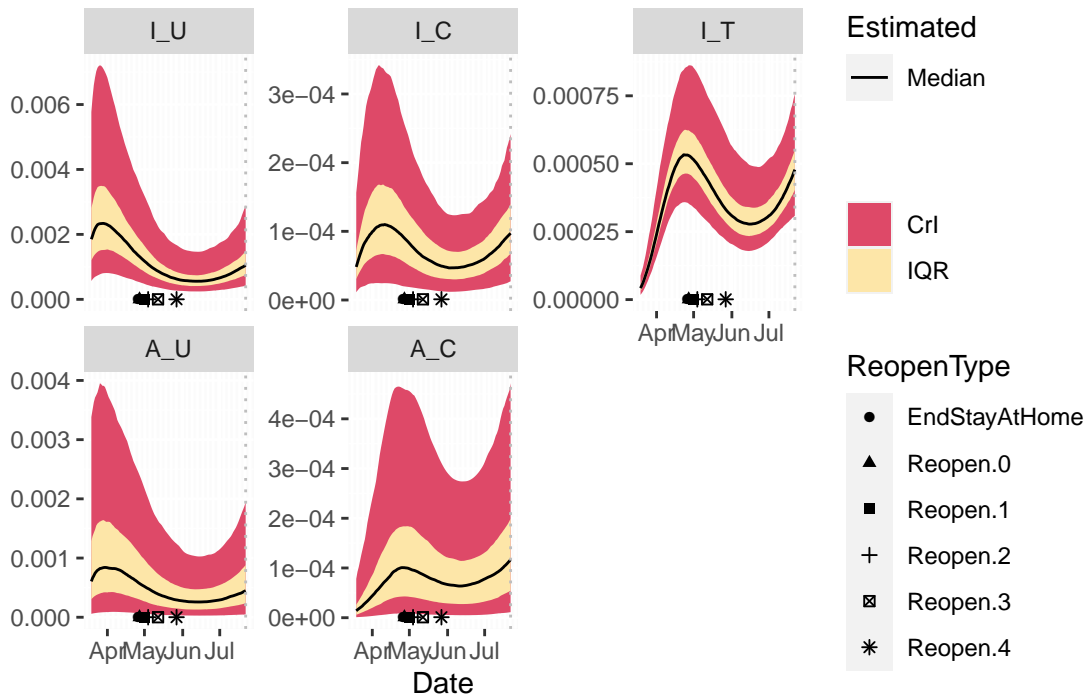 I_U
I_C
I_T
0.006
0.004
0.002
0.000
3e−04
2e−04
1e−04
0e+00
0.00075
0.00050
0.00025
0.00000
Apr May Jun Jul
A_U
A_C
0.004
0.003
0.002
0.001
0.000
4e−04
3e−04
2e−04
1e−04
0e+00
Apr May Jun Jul
Apr May Jun Jul
Date
Estimated
Median
CrI
IQR
ReopenType
EndStayAtHome
Reopen.0
Reopen.1
Reopen.2
Reopen.3
Reopen.4